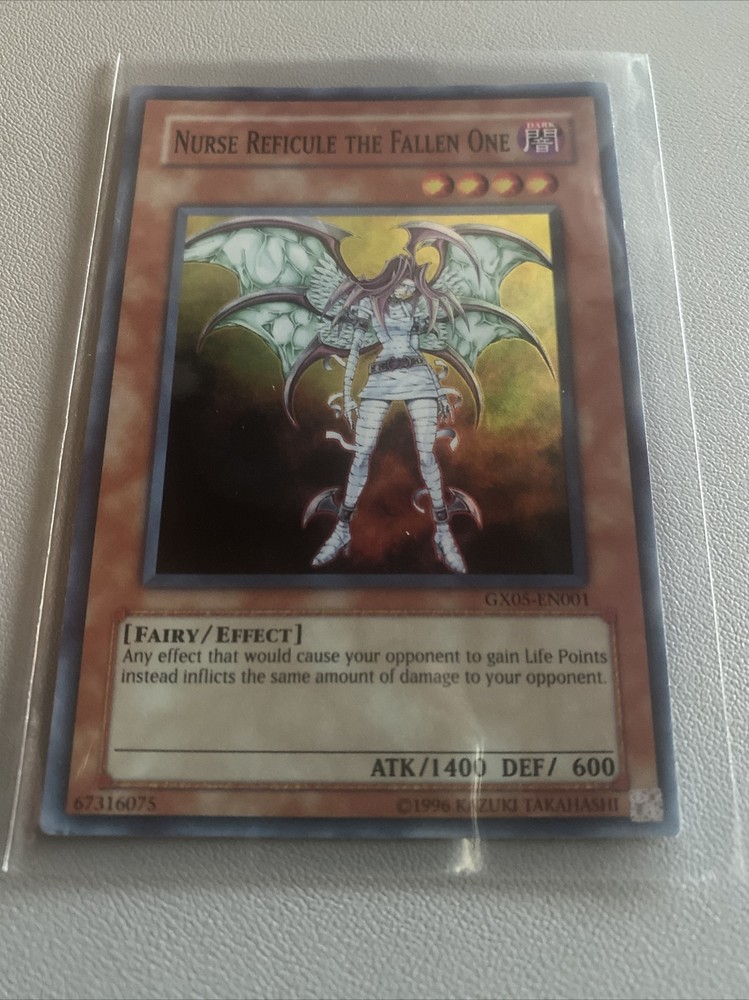 NURSE REFICULE THE FALLEN ONE
DARK
闇
GX05-EN001
[FAIRY/EFFECT]
Any effect that would cause your opponent to gain Life Points
instead inflicts the same amount of damage to your opponent.
ATK/1400 DEF/ 600
67316075 ©1996 KAZUKI TAKAHASHI